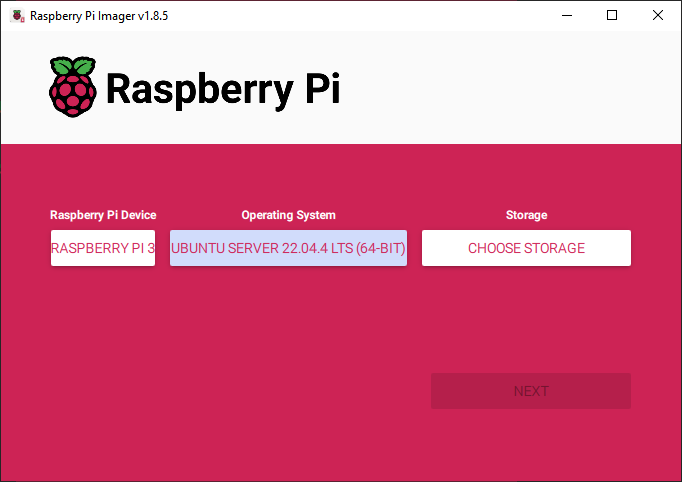 Raspberry Pi Imager v1.8.5
Raspberry Pi
Raspberry Pi Device
Operating System
Storage
RASPBERRY PI 3
UBUNTU SERVER 22.04.4 LTS (64-BIT)
CHOOSE STORAGE
NEXT